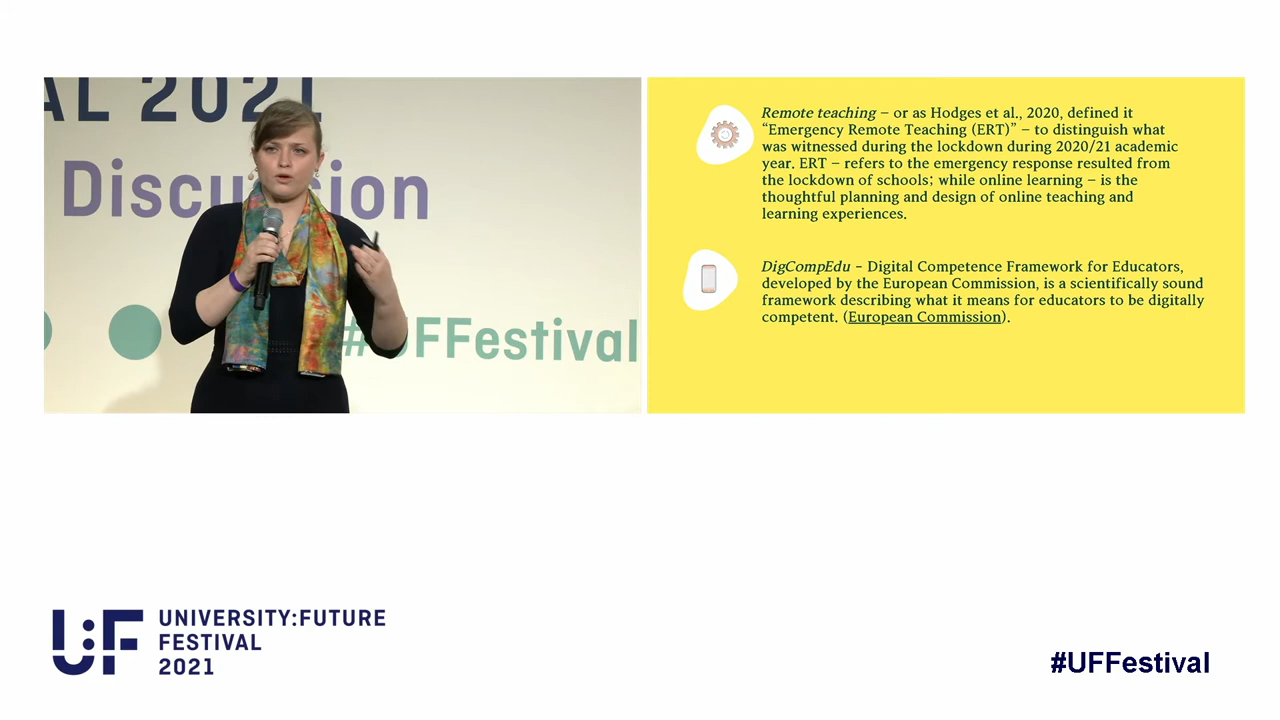 AL 2021
Discussion
#UFFestival
Remote teaching – or as Hodges et al., 2020, defined it
“Emergency Remote Teaching (ERT)” – to distinguish what
was witnessed during the lockdown during 2020/21 academic
year. ERT – refers to the emergency response resulted from
the lockdown of schools; while online learning – is the
thoughtful planning and design of online teaching and
learning experiences.
DigCompEdu – Digital Competence Framework for Educators,
developed by the European Commission, is a scientifically sound
framework describing what it means for educators to be digitally
competent. (European Commission).
U:F
UNIVERSITY:FUTURE
FESTIVAL
2021
#UFFestival